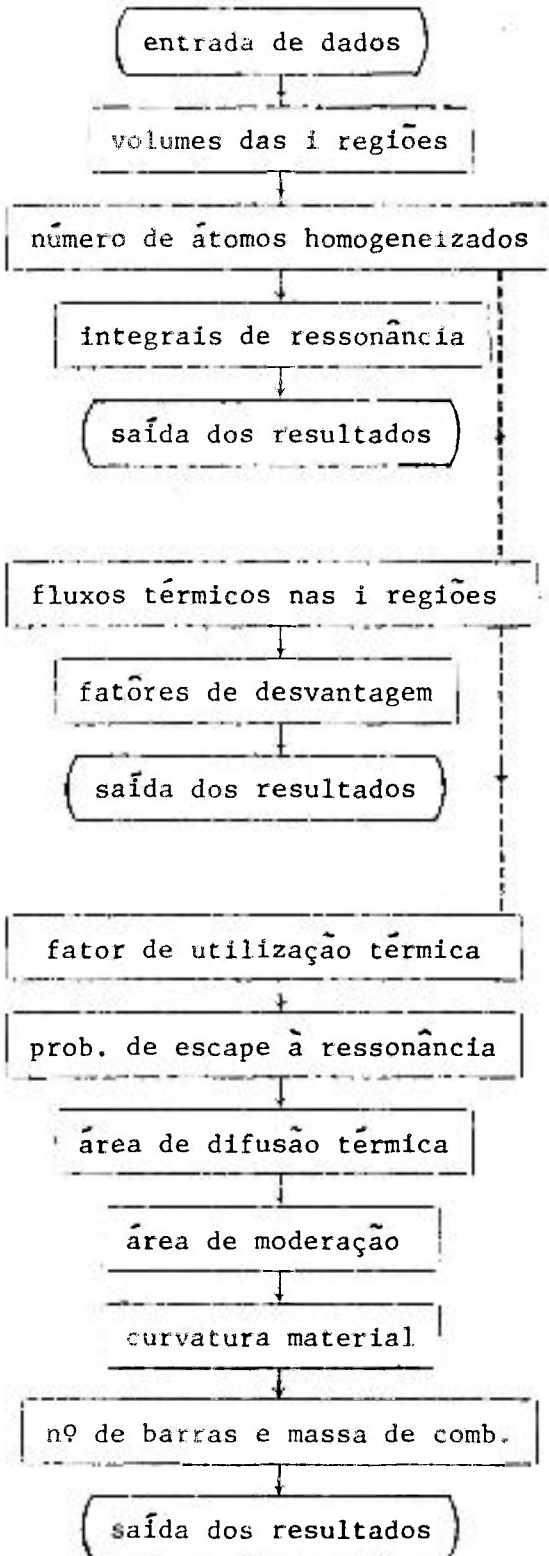 entrada de dados
volumes das i regiões
número de átomos homogeneizados
integrais de ressonância
saída dos resultados
fluxos térmicos nas i regiões
fatôres de desvantagem
saída dos resultados
fator de utilização térmica
prob. de escape à ressonância
área de difusão térmica
área de moderação
curvatura material
nº de barras e massa de comb.
saída dos resultados